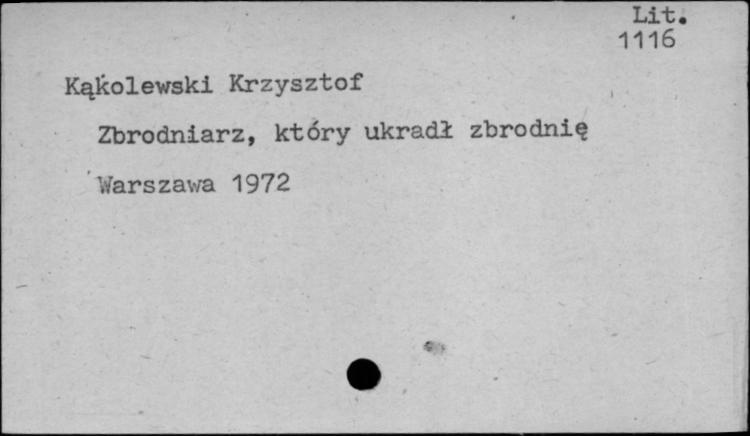 Lit.
1116
Kąkolewski Krzysztof
Zbrodniarz, który ukradł zbrodnię
Warszawa 1972